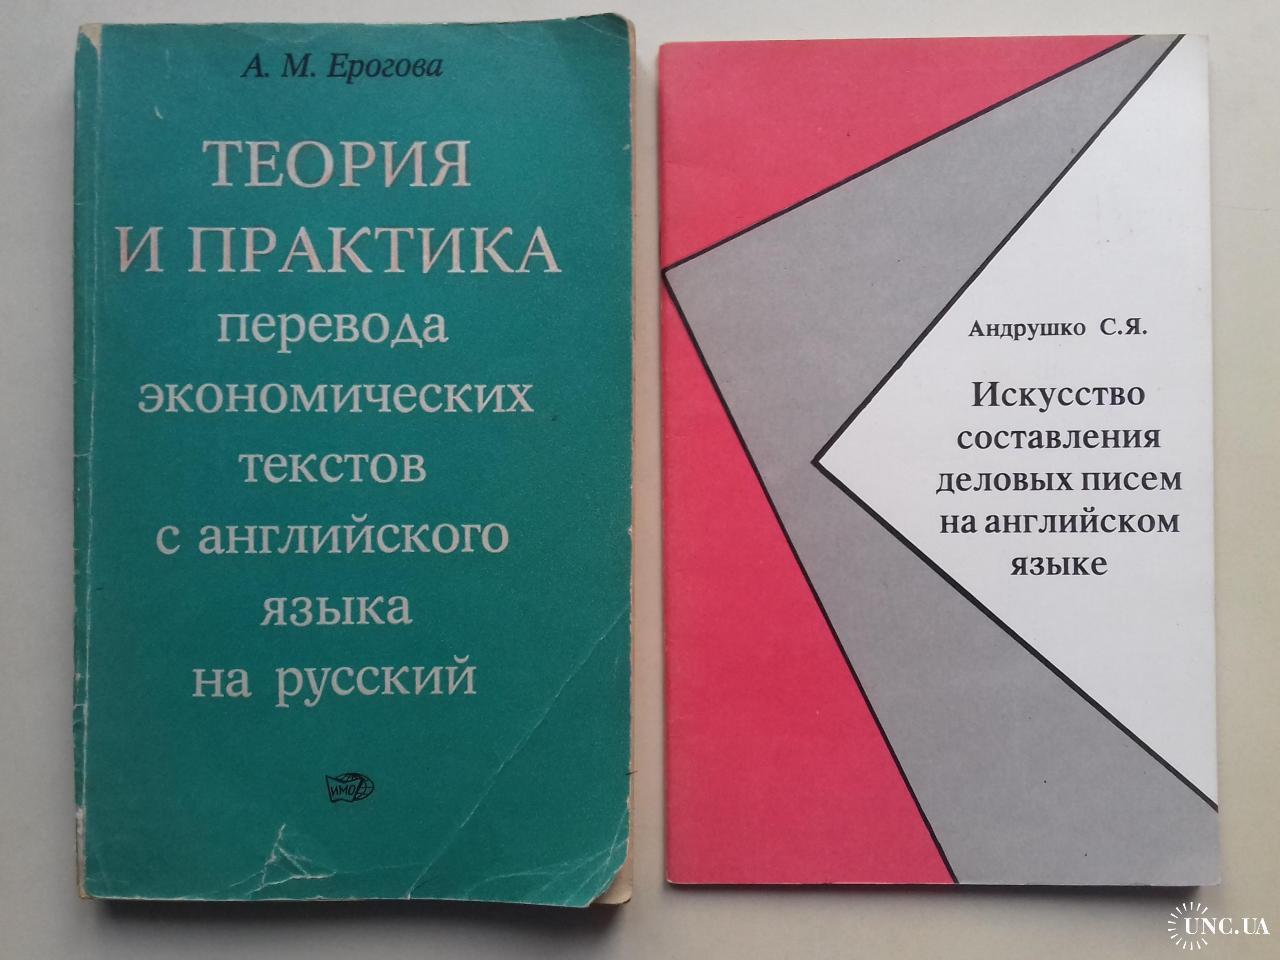 А. М. Ерогова
ТЕОРИЯ
И ПРАКТИКА
перевода
экономических
текстов
с английского
языка
на русский
ИМО
Андрушко С.Я.
Искусство
составления
деловых писем
на английском
языке
UNC.UA